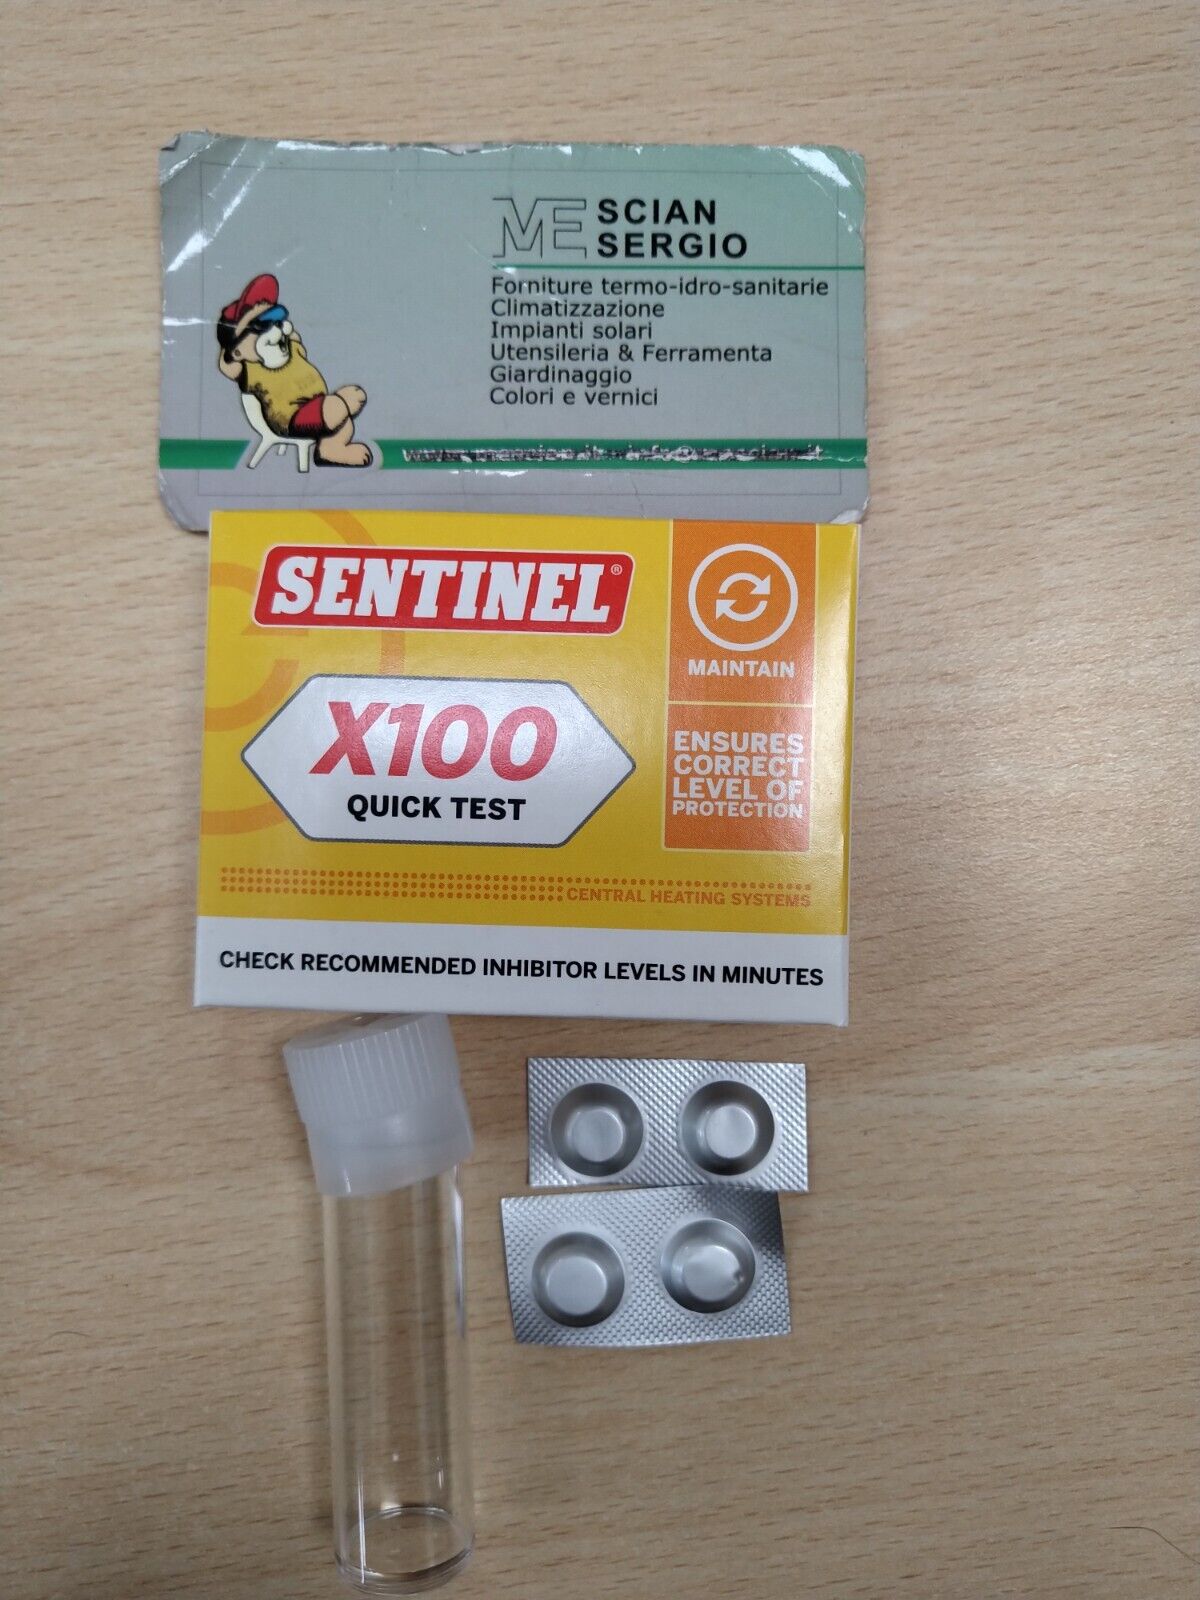 ME SCIAN
SERGIO
Forniture termo-idro-sanitarie
Climatizzazione
Impianti solari
Utensileria & Ferramenta
Giardinaggio
Colori e vernici
SENTINEL®
X100
QUICK TEST
MAINTAIN
ENSURES
CORRECT
LEVEL OF
PROTECTION
CENTRAL HEATING SYSTEMS
CHECK RECOMMENDED INHIBITOR LEVELS IN MINUTES